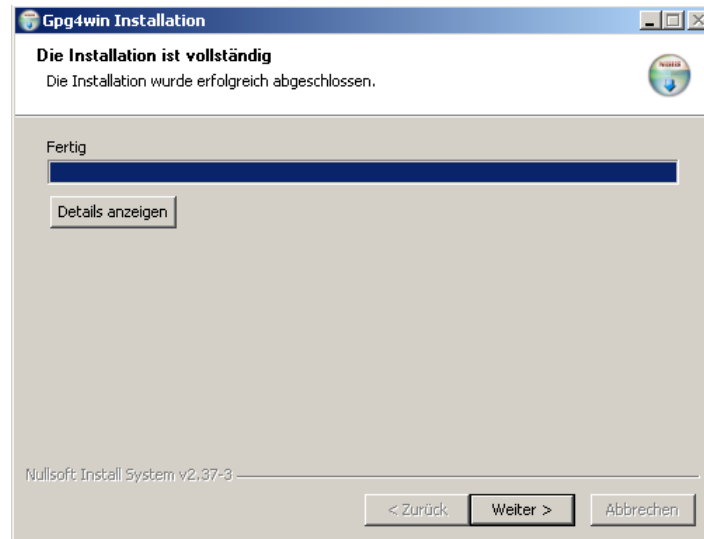 Gpg4win Installation
Die Installation ist vollständig
Die Installation wurde erfolgreich abgeschlossen.
Fertig
Details anzeigen
Nullsoft Install System v2.37-3
< Zurück
Weiter >
Abbrechen